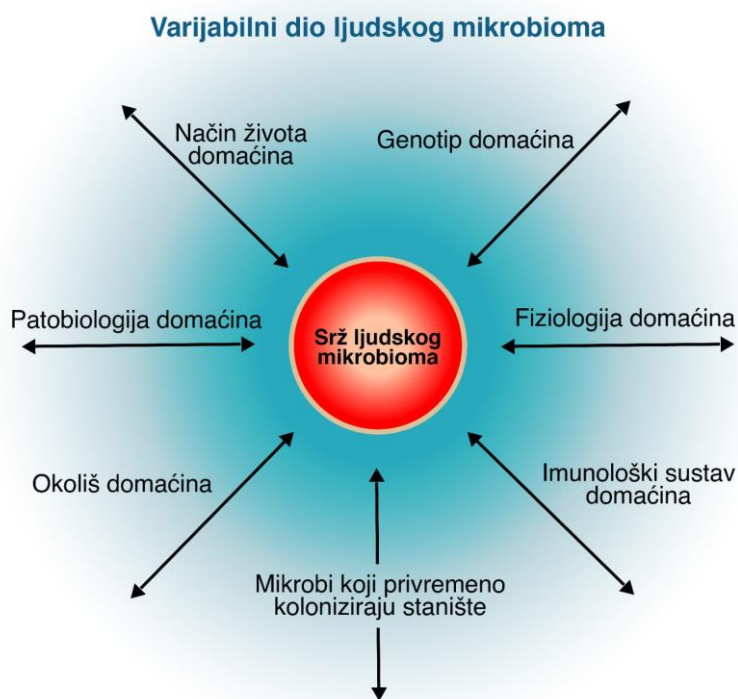 Varijabilni dio ljudskog mikrobioma
Način života
domaćina
Genotip domaćina
Patobiologija domaćina
Srž ljudskog
mikrobioma
Fiziologija domaćina
Okoliš domaćina
Imunološki sustav
domaćina
Mikrobi koji privremeno
koloniziraju stanište